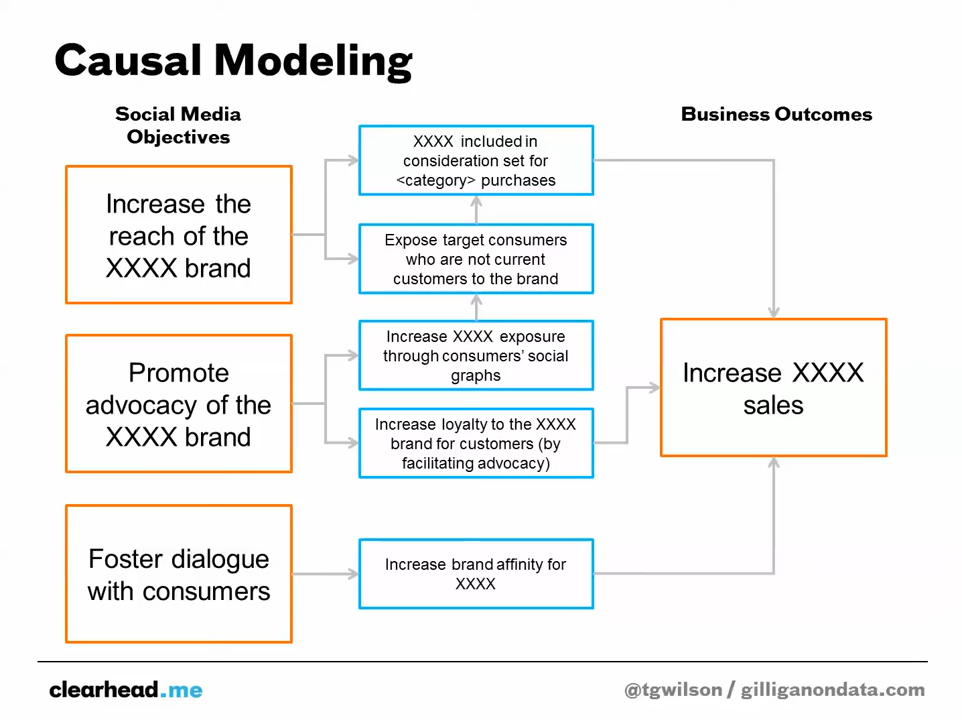 Causal Modeling
Social Media
Objectives
Business Outcomes
Increase the
reach of the
XXXX brand
Promote
advocacy of the
XXXX brand
Foster dialogue
with consumers
XXXX included in
consideration set for
<category> purchases
Expose target consumers
who are not current
customers to the brand
Increase XXXX exposure
through consumers’ social
graphs
Increase loyalty to the XXXX
brand for customers (by
facilitating advocacy)
Increase brand affinity for
XXXX
Increase XXXX
sales
clearhead.me
@tgwilson / gilliganondata.com